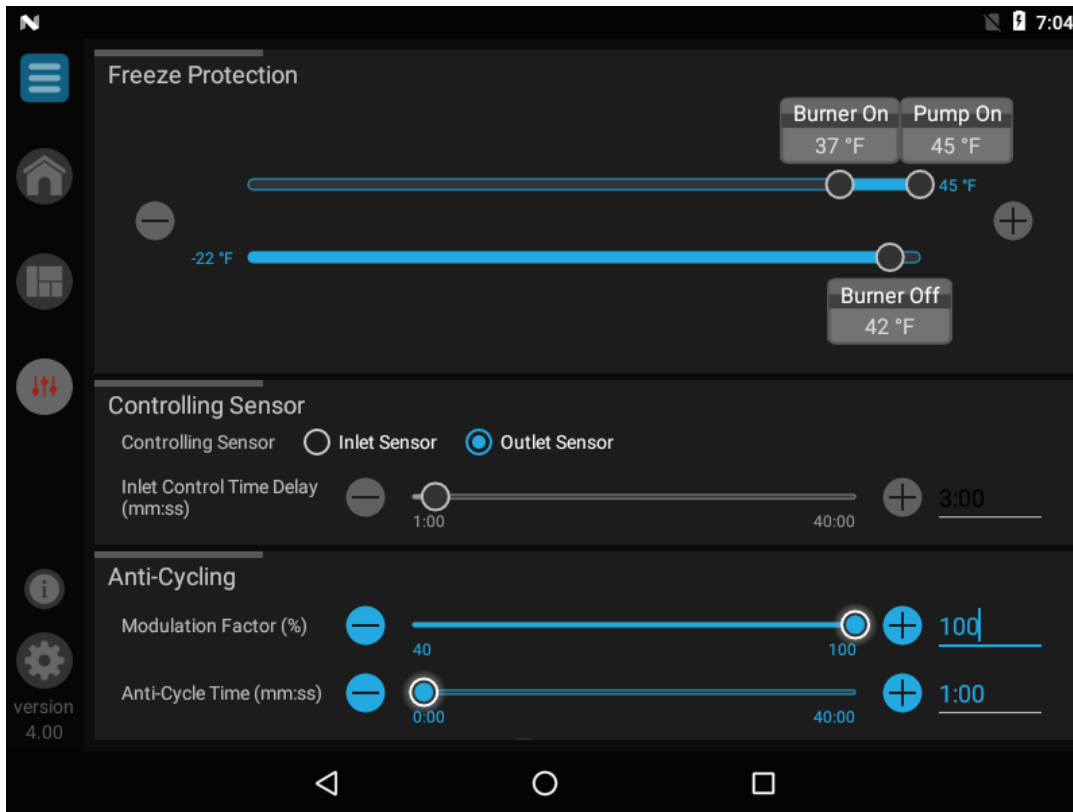 7:04
Freeze Protection
Burner On Pump On
37 °F 45 °F
45 °F
-22 °F
Burner Off
42 °F
Controlling Sensor
Controlling Sensor Inlet Sensor Outlet Sensor
Inlet Control Time Delay
(mm:ss)
3:00
1:00 40:00
Anti-Cycling
Modulation Factor (%) 100
40 100
Anti-Cycle Time (mm:ss) 1:00
0:00 40:00
version
4.00